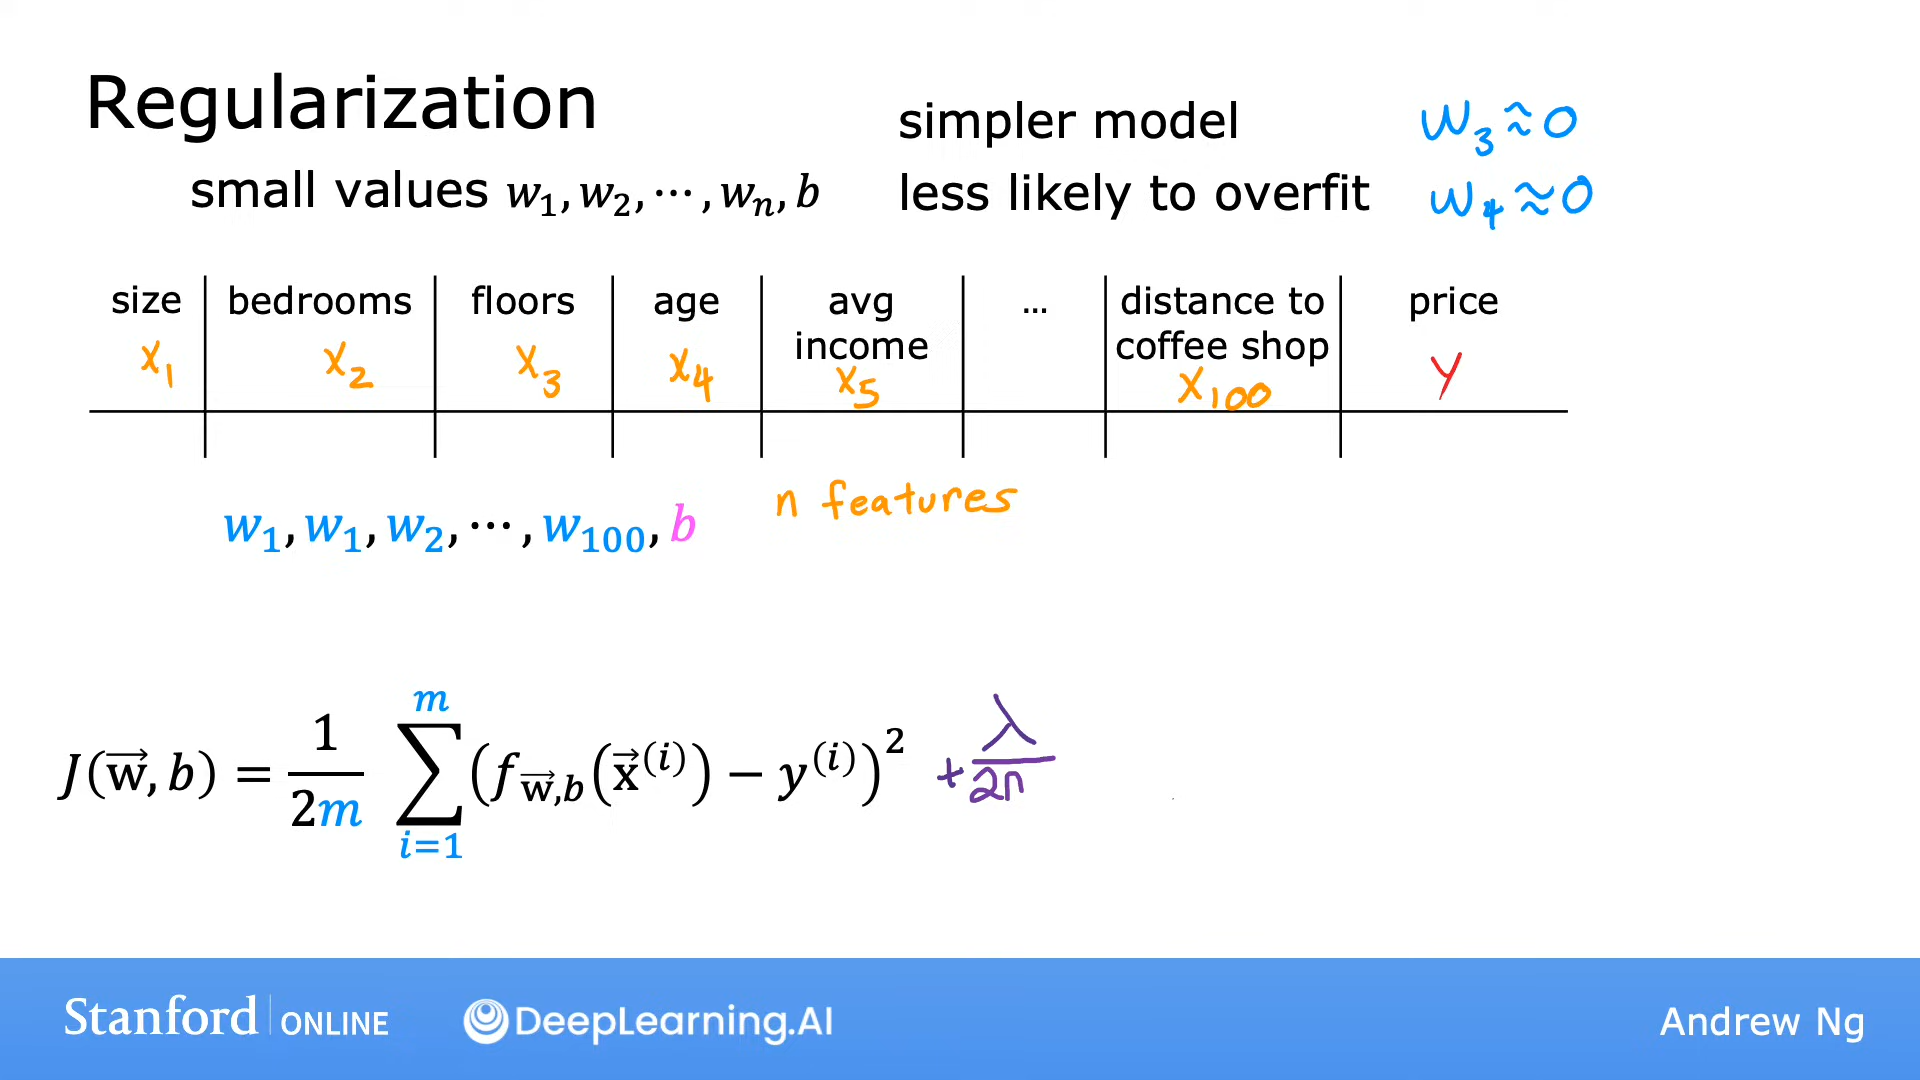 Regularization
simpler model w₃ ≈ 0
small values w₁, w₂, ⋯, wₙ, b less likely to overfit w₄ ≈ 0
size bedrooms floors age avg income ... distance to coffee shop price
x₁ x₂ x₃ x₄ x₅ x₁₀₀ y
w₁, w₁, w₂, ⋯, w₁₀₀, b n features
J(w⃗, b) = 1/2m ∑ᵢ₌₁ᵐ (f_w⃗,b(x⃗⁽ⁱ⁾) − y⁽ⁱ⁾)² + λ/2n
Stanford ONLINE DeepLearning.AI Andrew Ng